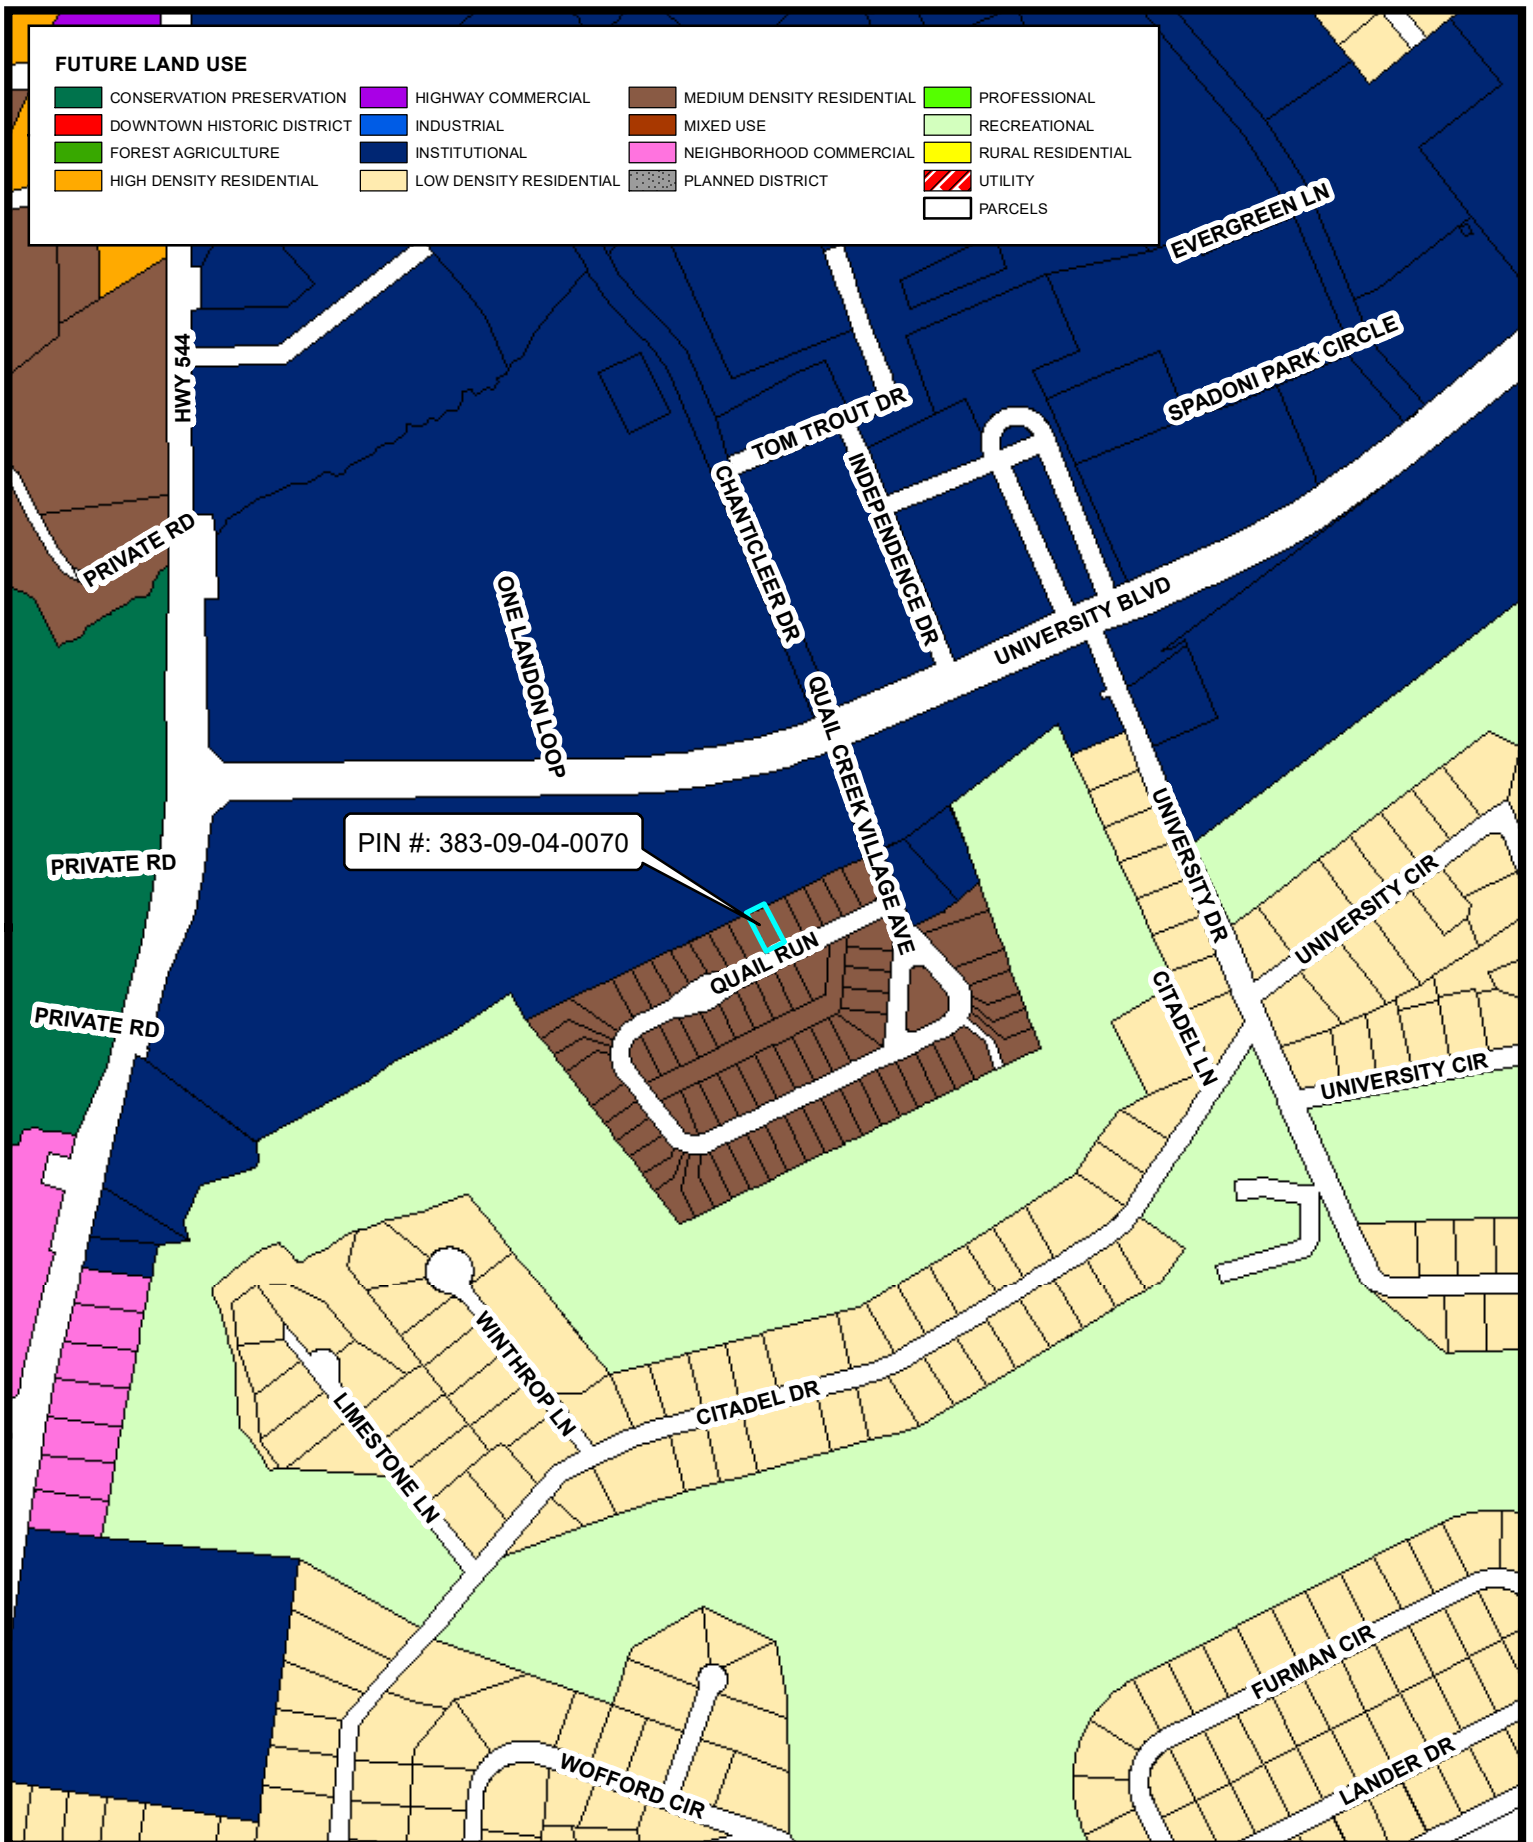 FUTURE LAND USE
CONSERVATION PRESERVATION
DOWNTOWN HISTORIC DISTRICT
FOREST AGRICULTURE
HIGH DENSITY RESIDENTIAL
HIGHWAY COMMERCIAL
INDUSTRIAL
INSTITUTIONAL
LOW DENSITY RESIDENTIAL
MEDIUM DENSITY RESIDENTIAL
MIXED USE
NEIGHBORHOOD COMMERCIAL
PLANNED DISTRICT
PROFESSIONAL
RECREATIONAL
RURAL RESIDENTIAL
UTILITY
PARCELS
EVERGREEN LN
SPADONI PARK CIRCLE
HWY 544
TOM TROUT DR
INDEPENDENCE DR
CHANTICLEER DR
PRIVATE RD
ONE LANDON LOOP
UNIVERSITY BLVD
QUAIL CREEK VILLAGE AVE
PIN #: 383-09-04-0070
PRIVATE RD
UNIVERSITY DR
UNIVERSITY CIR
QUAIL RUN
PRIVATE RD
CITADEL LN
UNIVERSITY CIR
WINTHROP LN
LIMESTONE LN
CITADEL DR
FURMAN CIR
WOFFORD CIR
LANDER DR